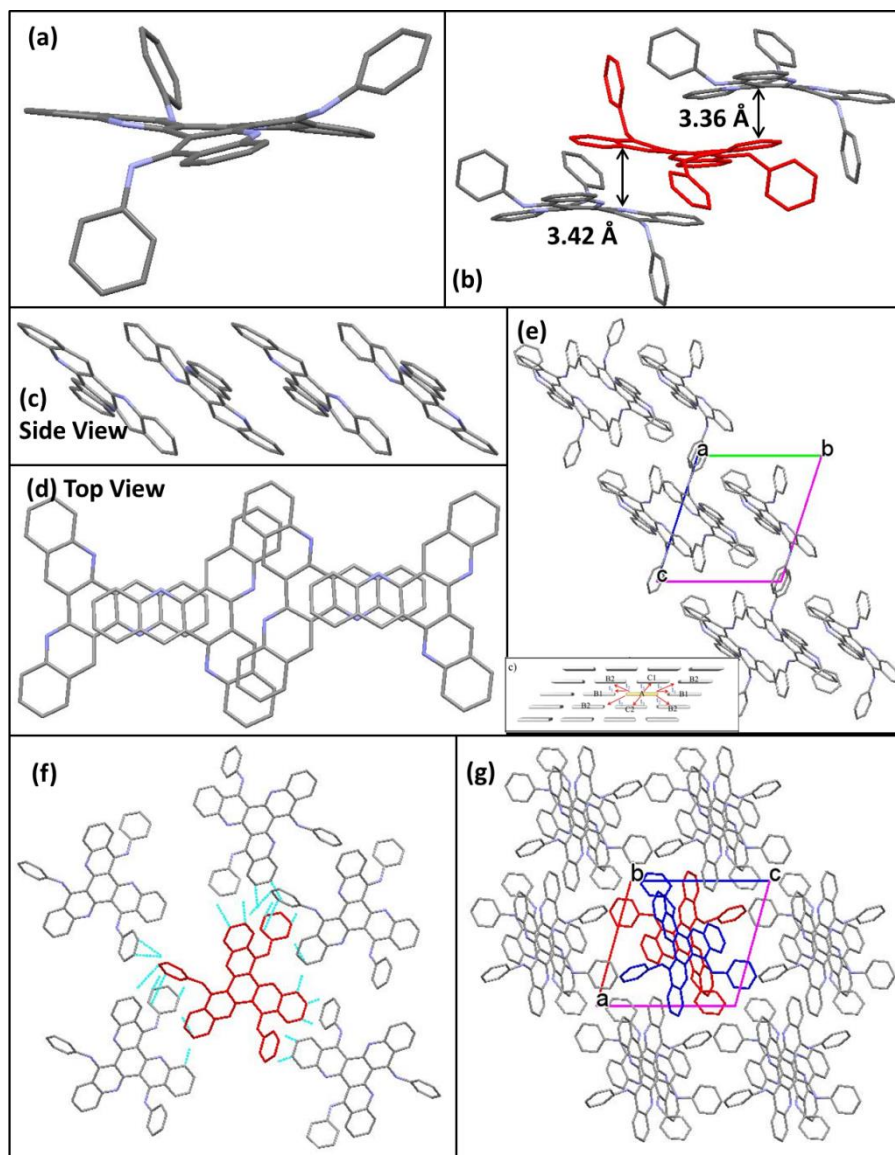 (a)
(b)
3.36 Å
3.42 Å
(c)
Side View
(d) Top View
(e)
a
b
c
c)
B2
C1
B2
B1
A
B1
B2
C2
B2
(f)
(g)
b
c
a